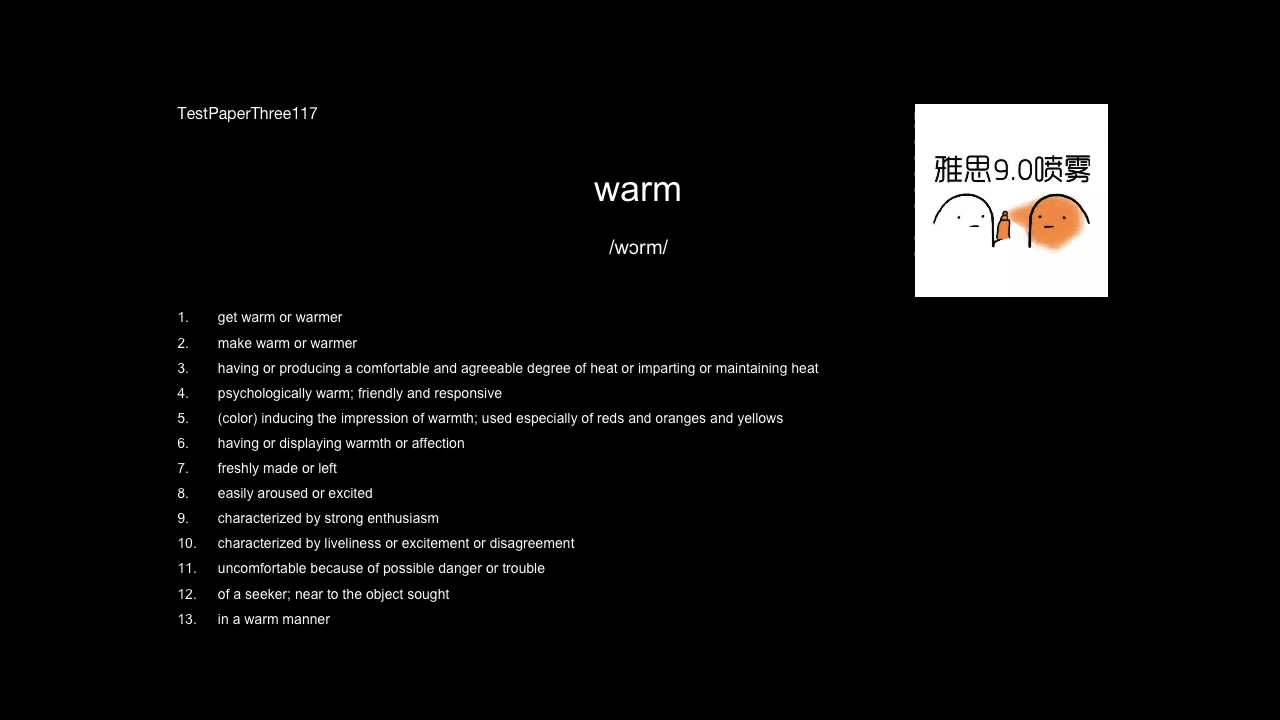 TestPaperThree117
雅思9.0喷雾
warm
/wɔrm/
1. get warm or warmer
2. make warm or warmer
3. having or producing a comfortable and agreeable degree of heat or imparting or maintaining heat
4. psychologically warm; friendly and responsive
5. (color) inducing the impression of warmth; used especially of reds and oranges and yellows
6. having or displaying warmth or affection
7. freshly made or left
8. easily aroused or excited
9. characterized by strong enthusiasm
10. characterized by liveliness or excitement or disagreement
11. uncomfortable because of possible danger or trouble
12. of a seeker; near to the object sought
13. in a warm manner